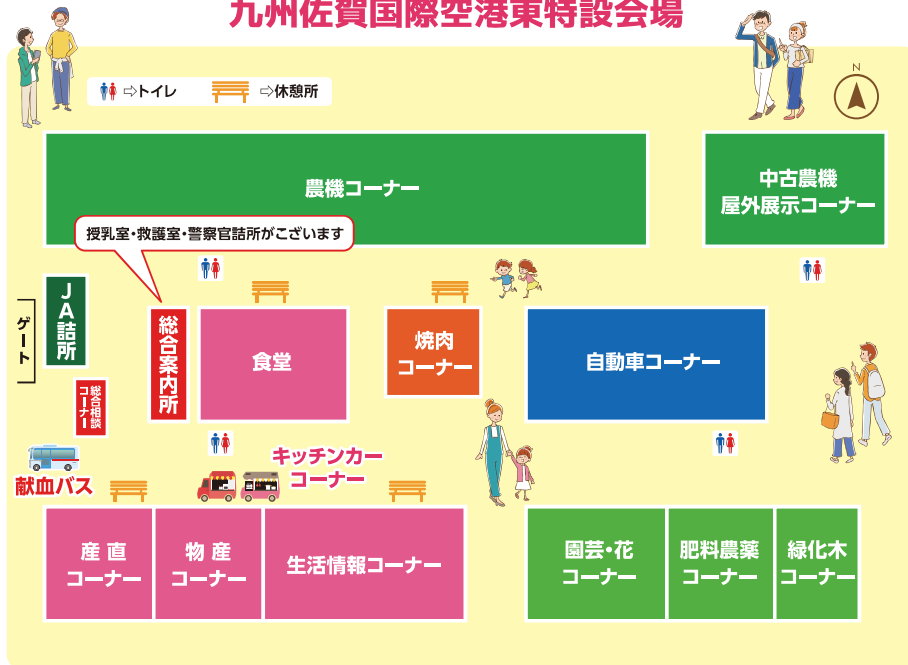 九州佐賀国際空港東特設会場
⇨トイレ
⇨休憩所
N
農機コーナー
中古農機
屋外展示コーナー
授乳室・救護室・警察官詰所がこざいます
ゲート
JA詰所
総合案内所
食堂
焼肉
コーナー
自動車コーナー
総合相談
コーナー
献血バス
キッチンカー
コーナー
産直
コーナー
物産
コーナー
生活情報コーナー
園芸・花
コーナー
肥料農薬
コーナー
緑化木
コーナー